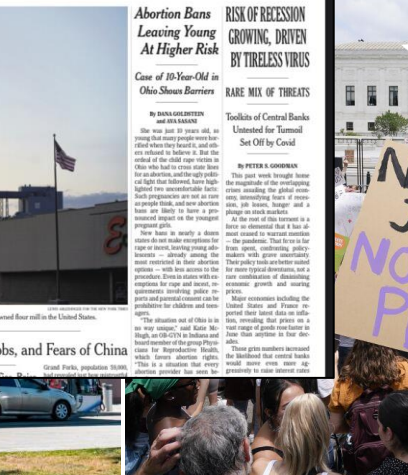 Abortion Bans
Leaving Young
At Higher Risk
Case of 10-Year-Old in
Ohio Shows Barriers
By DANA GOLDSTEIN
and AVA SASANI
She was just 10 years old, so
young that many people were hor-
rified when they heard it, and oth-
ers refused to believe it. But the
ordeal of the child rape victim in
Ohio who had to cross state lines
for an abortion, and the ugly politi-
cal fight that followed, have high-
lighted two uncomfortable facts:
Such pregnancies are not as rare
as people think, and new abortion
bans are likely to have a pro-
nounced impact on the youngest
pregnant girls.
New bans in nearly a dozen
states do not make exceptions for
rape or incest, leaving young ado-
lescents — already among the
most restricted in their abortion
options — with less access to the
procedure. Even in states with ex-
emptions for rape and incest, re-
quirements involving police re-
ports and parental consent can be
prohibitive for children and teen-
agers.
"The situation out of Ohio is in
no way unique," said Katie Mc-
Hugh, an OB-GYN in Indiana and
board member of the group Physi-
cians for Reproductive Health,
which favors abortion rights.
"This is a situation that every
abortion provider has seen be-
RISK OF RECESSION
GROWING, DRIVEN
BY TIRELESS VIRUS
RARE MIX OF THREATS
Toolkits of Central Banks
Untested for Turmoil
Set Off by Covid
By PETER S. GOODMAN
This past week brought home
the magnitude of the overlapping
crises assailing the global econ-
omy, intensifying fears of reces-
sion, job losses, hunger and a
plunge on stock markets
At the root of this torment is a
force so elemental that it has al-
most ceased to warrant mention
— the pandemic. That force is far
from spent, confronting policy-
makers with grave uncertainty
Their policy tools are better suited
for more typical downturns, not a
rare combination of diminishing
economic growth and soaring
prices.
Major economies including the
United States and France re-
ported their latest data on infla-
tion, revealing that prices on a
vast range of goods rose faster in
June than anytime in four dec-
ades.
Those grim numbers increased
the likelihood that central banks
would move even more ag-
gressively to raise interest rates
wned flour mill in the United States.
obs, and Fears of China
Grand Forks, population 59,000,
NO
P